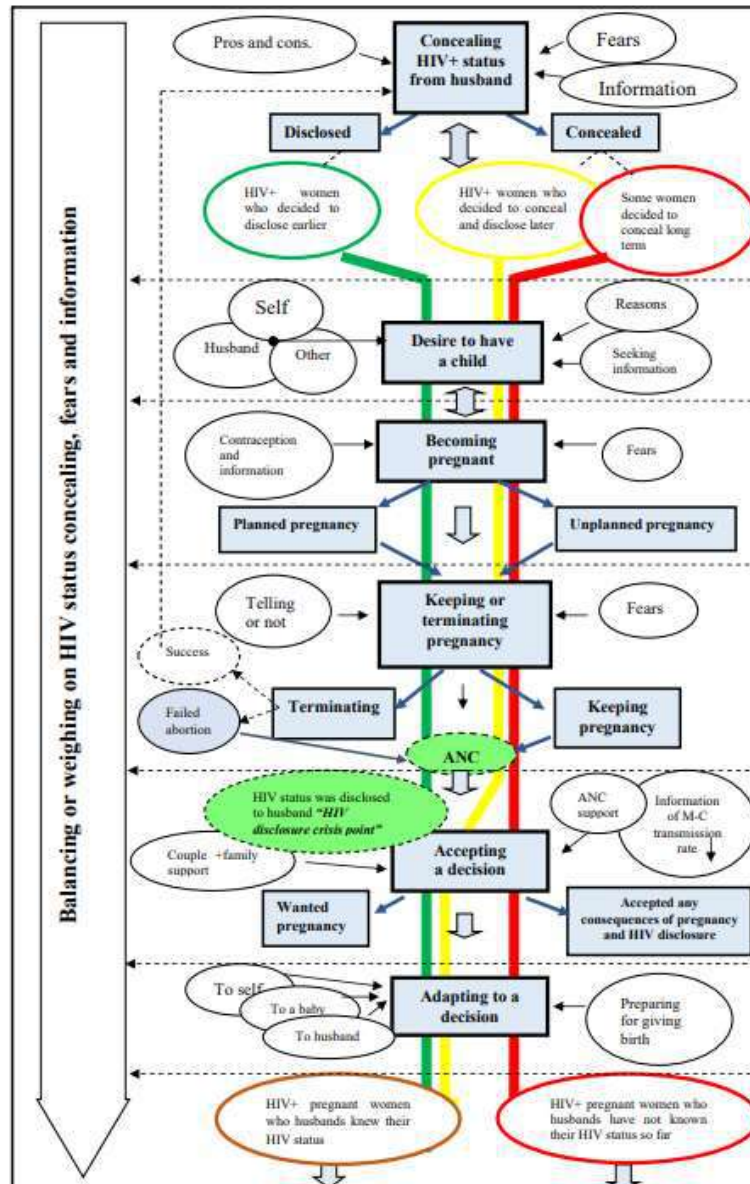 Pros and cons.
Concealing
HIV+ status
from husband
Fears
Information
Disclosed
Concealed
HIV+ women
who decided to
disclose earlier
HIV+ women who
decided to conceal
and disclose later
Some women
decided to
conceal long
term
Balancing or weighing on HIV status concealing, fears and information
Self
Husband
Other
Desire to have
a child
Reasons
Seeking
information
Contraception
and
information
Becoming
pregnant
Fears
Planned pregnancy
Unplanned pregnancy
Telling
or not
Keeping or
terminating
pregnancy
Fears
Success
Failed
abortion
Terminating
Keeping
pregnancy
ANC
HIV status was disclosed
to husband “HIV
disclosure crisis point”
ANC
support
Information
of M-C
transmission
rate
Couple +family
support
Accepting
a decision
Wanted
pregnancy
Accepted any
consequences of pregnancy
and HIV disclosure
To self
To a baby
To husband
Adapting to a
decision
Preparing
for giving
birth
HIV+ pregnant women
who husbands knew their
HIV status
HIV+ pregnant women who
husbands have not known
their HIV status so far